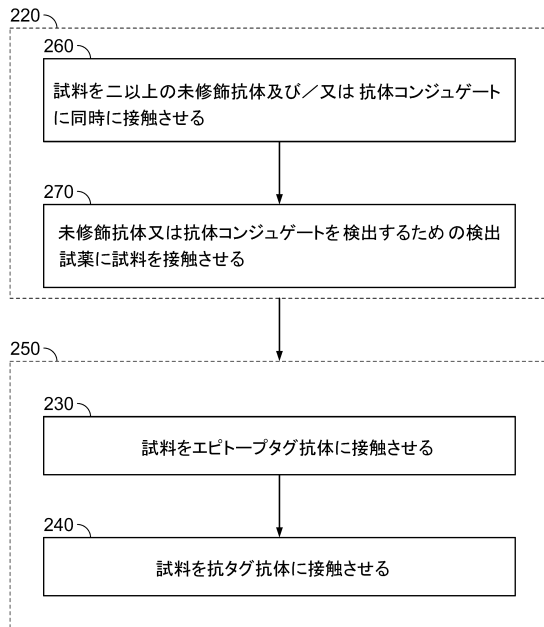 220
260
試料を二以上の未修飾抗体及び／又は 抗体コンジュゲート
に同時に接触させる
270
未修飾抗体又は抗体コンジュゲートを検出するための検出
試薬に試料を接触させる
250
230
試料をエピトープタグ抗体に接触させる
240
試料を抗タグ抗体に接触させる